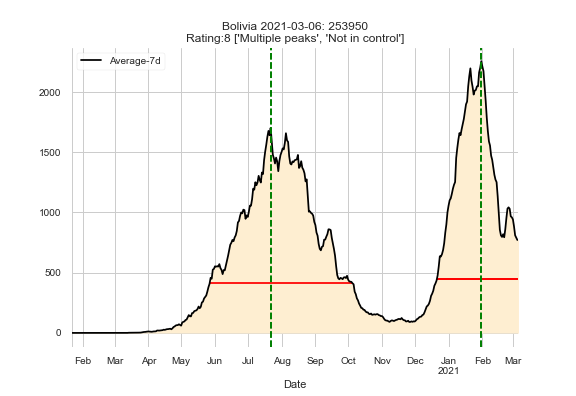 Bolivia 2021-03-06: 253950
Rating:8 ['Multiple peaks', 'Not in control']
Average-7d
2000
1500
1000
500
0
Feb Mar Apr May Jun Jul Aug Sep Oct Nov Dec Jan Feb Mar
2021
Date